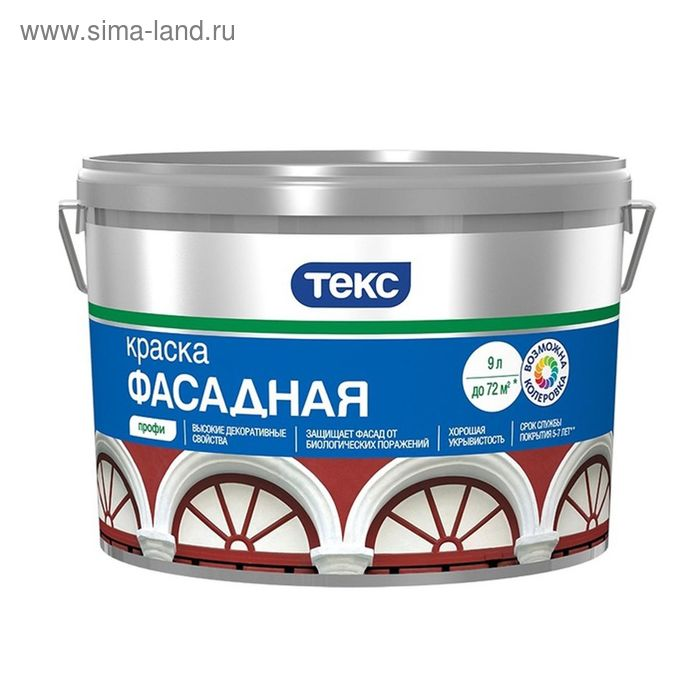 www.sima-land.ru
текс
краска
ФАСАДНАЯ
профи
ВЫСОКИЕ ДЕКОРАТИВНЫЕ
СВОЙСТВА
ЗАЩИЩАЕТ ФАСАД ОТ
БИОЛОГИЧЕСКИХ ПОРАЖЕНИЙ
ХОРОШАЯ
УКРЫВИСТОСТЬ
СРОК СЛУЖБЫ
ПОКРЫТИЯ 5-7 ЛЕТ**
9 л
до 72 м² *
ВОЗМОЖНА
КОЛЕРОВКА